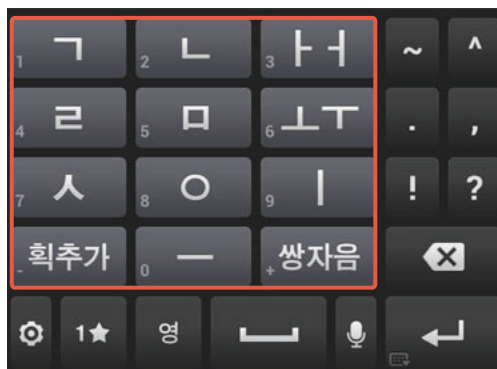 1 ㄱ 2 ㄴ 3 ㅏㅓ ~ ^
4 ㄹ 5 ㅁ 6 ㅗㅜ . ,
7 ㅅ 8 ㅇ 9 ㅣ ! ?
- 획추가 0 ㅡ + 쌍자음
1★ 영